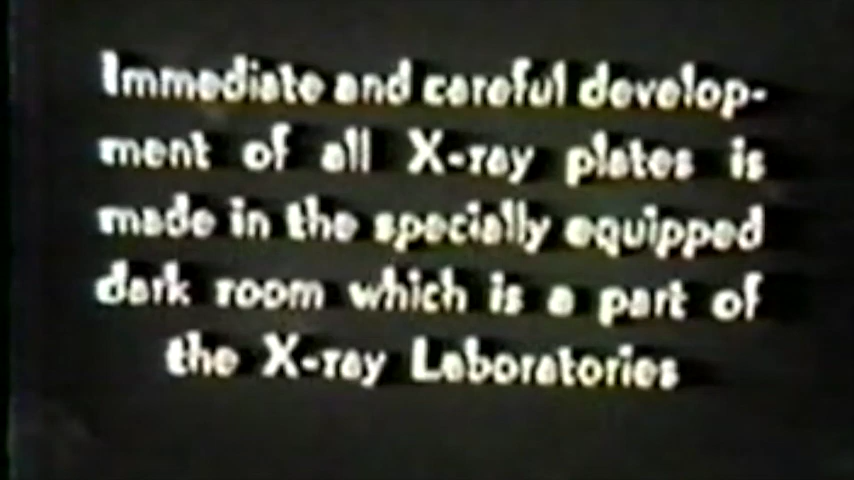 Immediate and careful develop-
ment of all X-ray plates is
made in the specially equipped
dark room which is a part of
the X-ray Laboratories